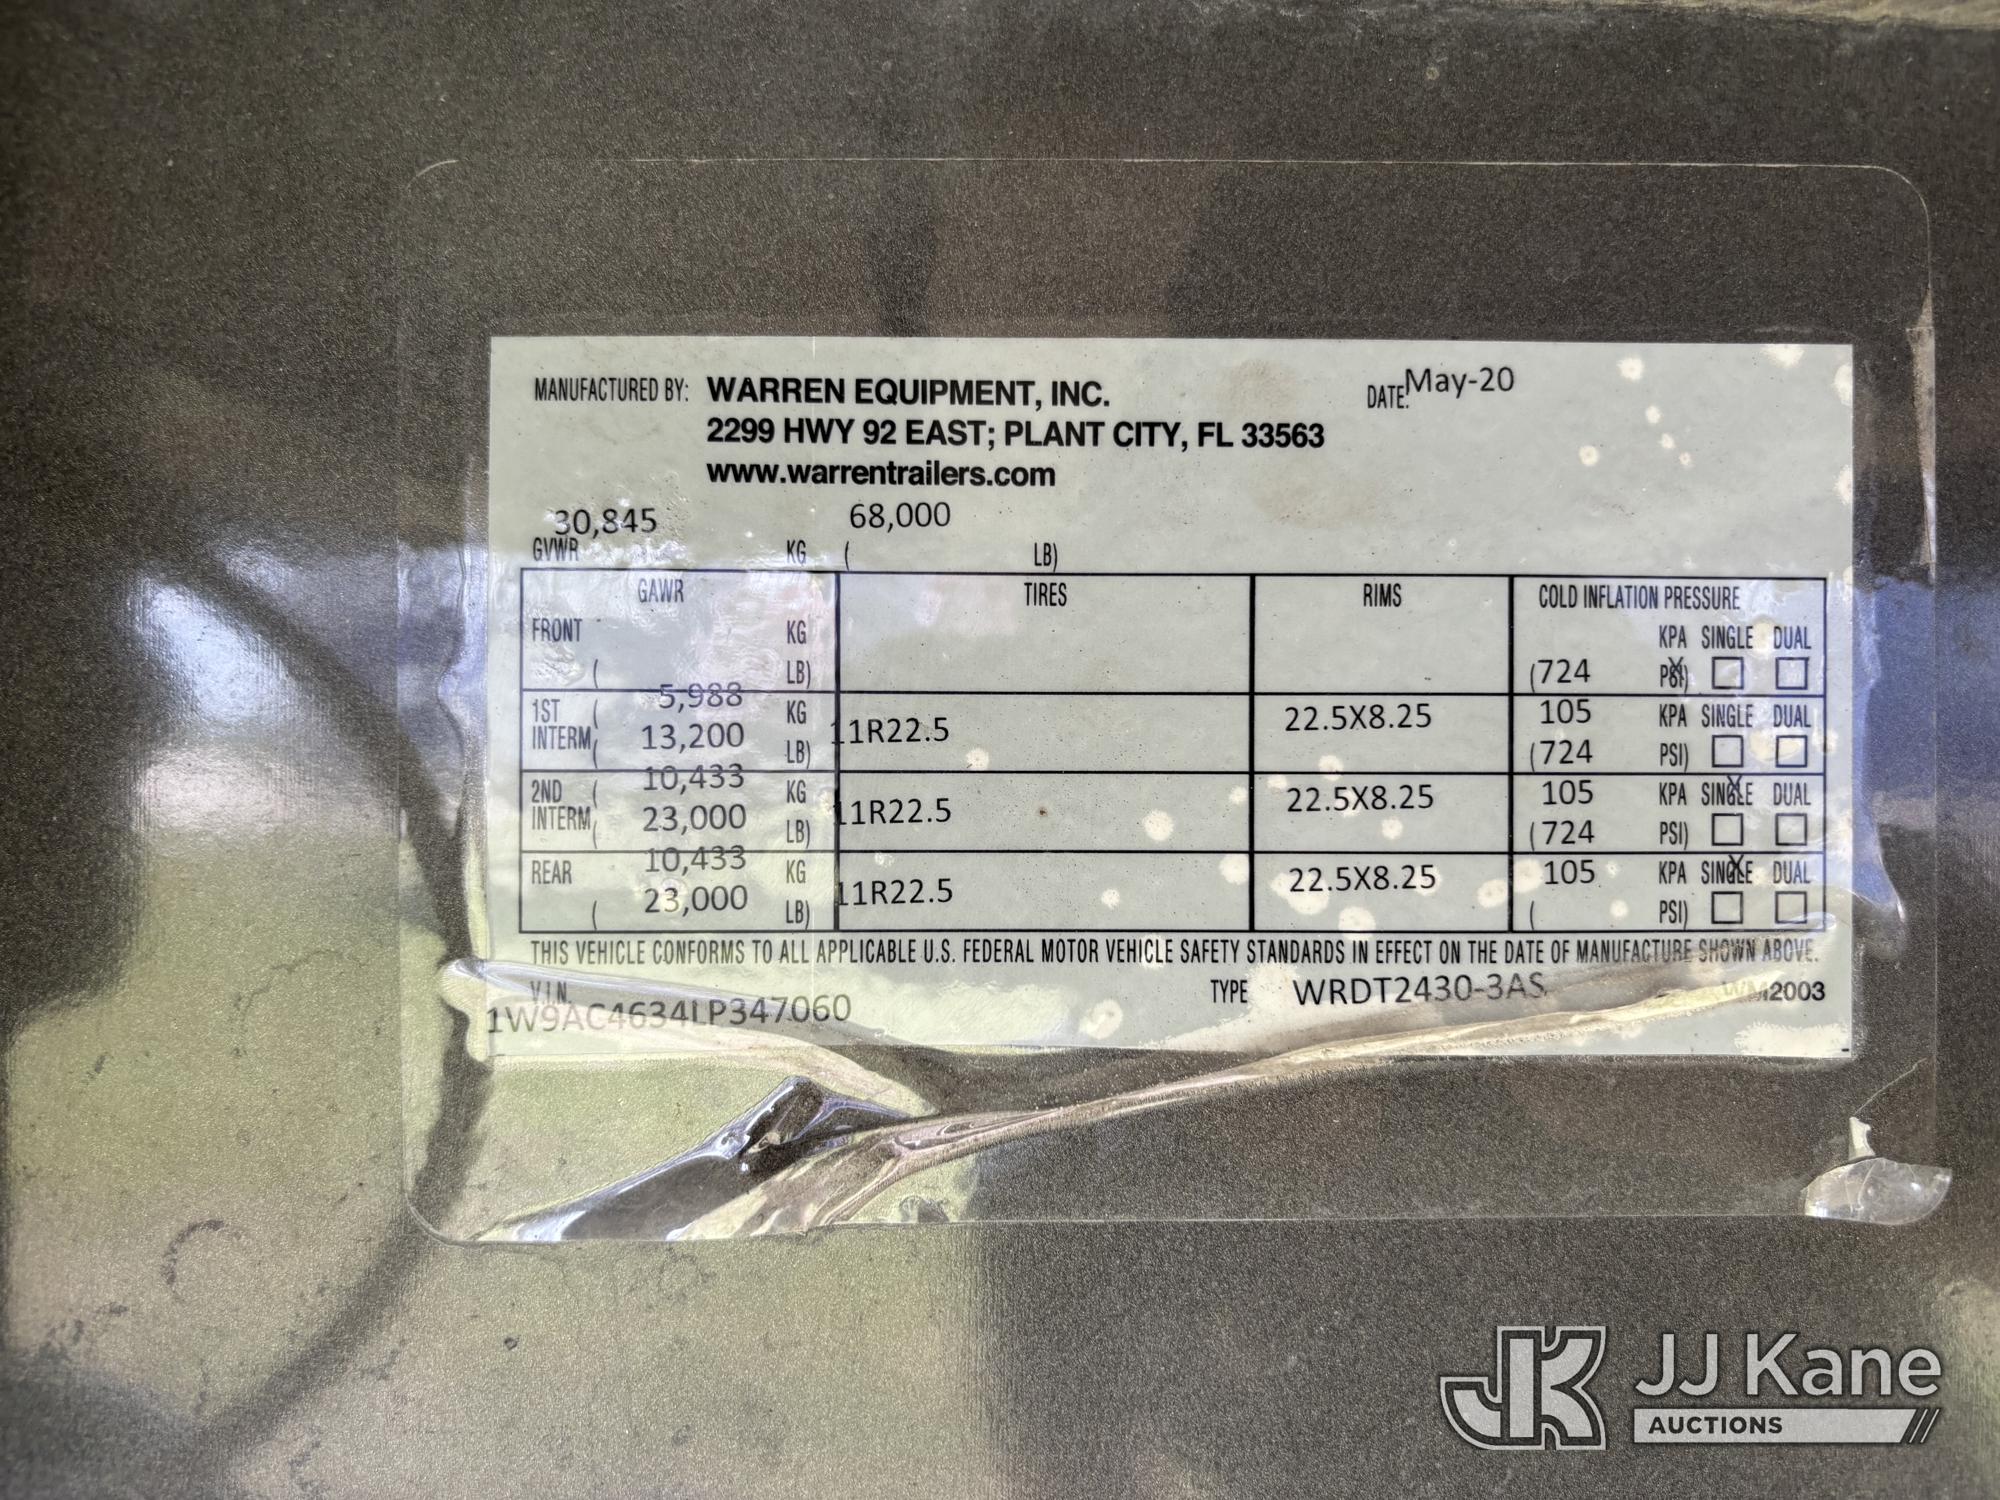 MANUFACTURED BY: WARREN EQUIPMENT, INC. DATE: May-20
2299 HWY 92 EAST; PLANT CITY, FL 33563
www.warrentrailers.com
30,845 68,000
GVWR KG ( LB)
GAWR TIRES RIMS COLD INFLATION PRESSURE
FRONT KG KPA SINGLE DUAL
( LB) (724 PSI) X
5,988
1ST ( KG 11R22.5 22.5X8.25 105 KPA SINGLE DUAL
INTERM( 13,200 LB) (724 PSI)
10,433
2ND ( KG 11R22.5 22.5X8.25 105 KPA SINGLE DUAL X
INTERM( 23,000 LB) (724 PSI)
10,433
REAR KG 11R22.5 22.5X8.25 105 KPA SINGLE DUAL X
( 23,000 LB) ( PSI)
THIS VEHICLE CONFORMS TO ALL APPLICABLE U.S. FEDERAL MOTOR VEHICLE SAFETY STANDARDS IN EFFECT ON THE DATE OF MANUFACTURE SHOWN ABOVE.
V.I.N. TYPE WRDT2430-3AS WM2003
1W9AC4634LP347060
JK JJ Kane
AUCTIONS